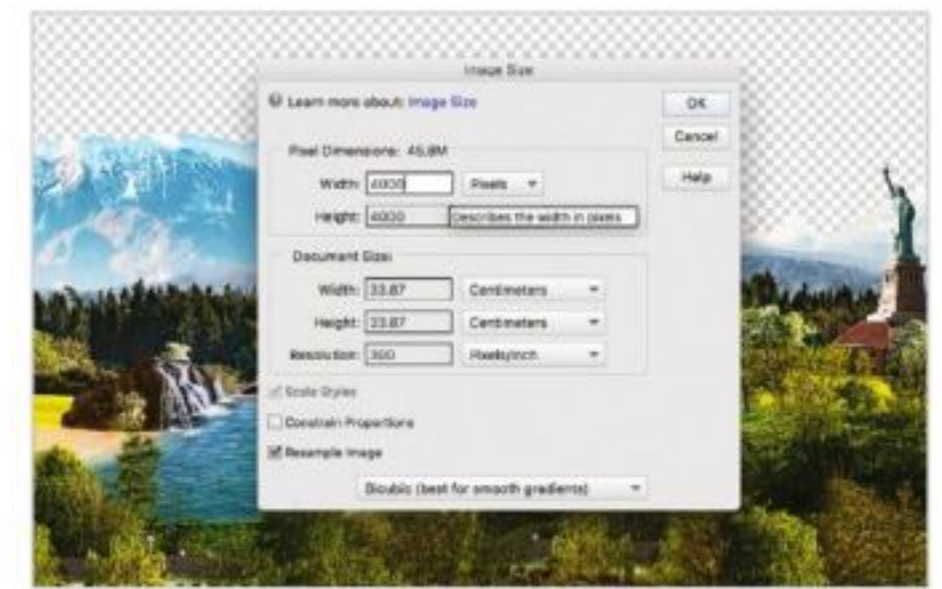 Image Size
Learn more about: Image Size
OK
Cancel
Help
Pixel Dimensions: 45.8M
Width: 4000 Pixels
Height: 4000
Describes the width in pixels
Document Size:
Width: 33.87 Centimeters
Height: 33.87 Centimeters
Resolution: 300 Pixels/inch
Scale Styles
Constrain Proportions
Resample Image
Bicubic (best for smooth gradients)